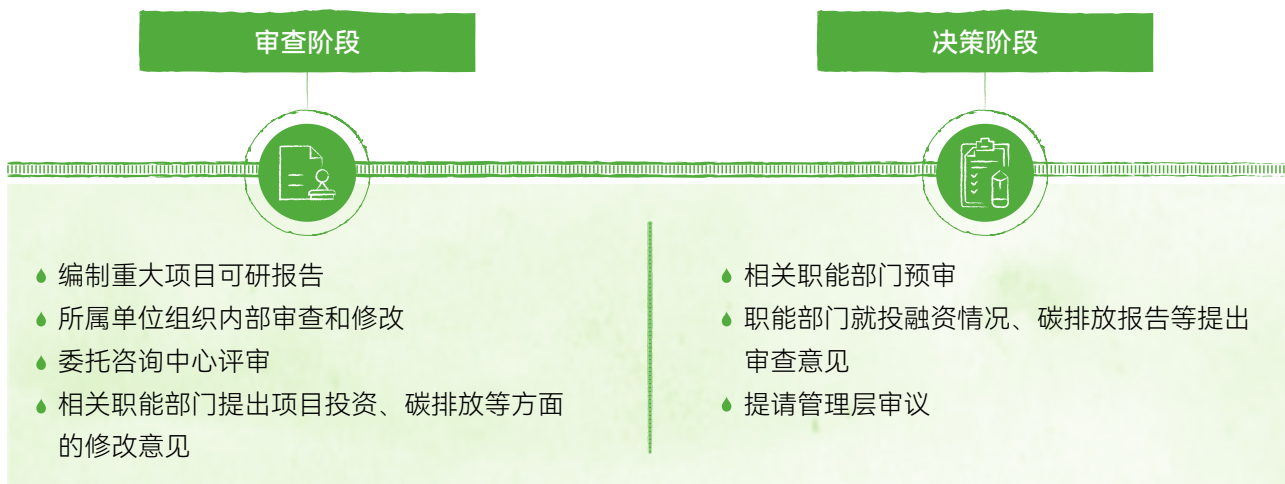 审查阶段
编制重大项目可研报告
所属单位组织内部审查和修改
委托咨询中心评审
相关职能部门提出项目投资、碳排放等方面
的修改意见
决策阶段
相关职能部门预审
职能部门就投融资情况、碳排放报告等提出
审查意见
提请管理层审议